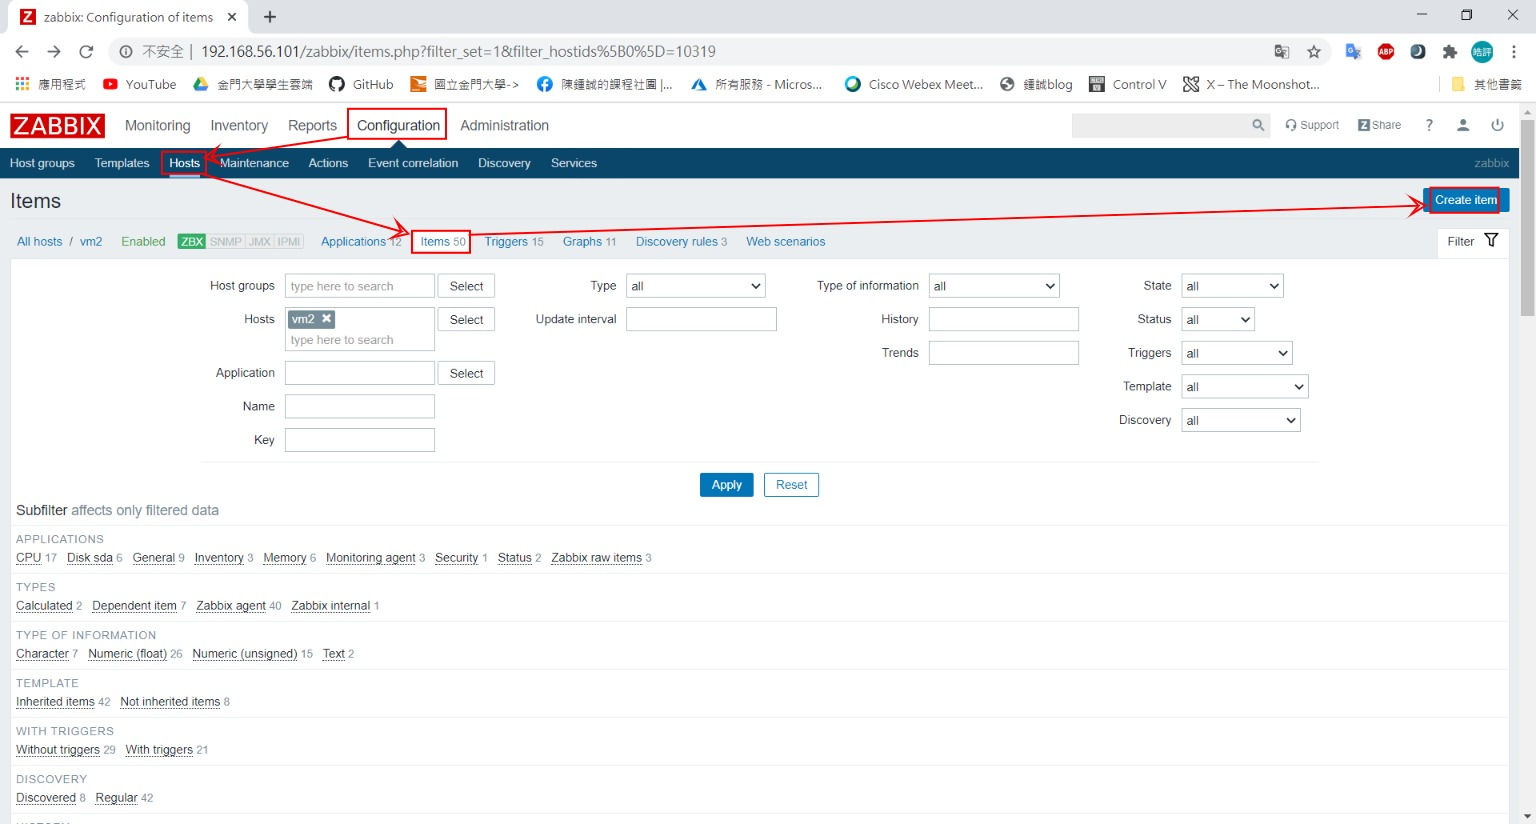 zabbix: Configuration of items
不安全 | 192.168.56.101/zabbix/items.php?filter_set=1&filter_hostids%5B0%5D=10319
ABP 皓評
應用程式 YouTube 金門大學學生雲端 GitHub 國立金門大學-> 陳鍾誠的課程社團 |... 所有服務 - Micros... Cisco Webex Meet... 鍾誠blog Control V X – The Moonshot... 其他書籤
ZABBIX Monitoring Inventory Reports Configuration Administration Support Share ?
Host groups Templates Hosts Maintenance Actions Event correlation Discovery Services zabbix
Items Create item
All hosts / vm2 Enabled ZBX SNMP JMX IPMI Applications 12 Items 50 Triggers 15 Graphs 11 Discovery rules 3 Web scenarios Filter
Host groups type here to search Select Type all Type of information all State all
Hosts vm2 Select Update interval History Status all
type here to search
Trends Triggers all
Application Select
Template all
Name
Discovery all
Key
Apply Reset
Subfilter affects only filtered data
APPLICATIONS
CPU 17 Disk sda 6 General 9 Inventory 3 Memory 6 Monitoring agent 3 Security 1 Status 2 Zabbix raw items 3
TYPES
Calculated 2 Dependent item 7 Zabbix agent 40 Zabbix internal 1
TYPE OF INFORMATION
Character 7 Numeric (float) 26 Numeric (unsigned) 15 Text 2
TEMPLATE
Inherited items 42 Not inherited items 8
WITH TRIGGERS
Without triggers 29 With triggers 21
DISCOVERY
Discovered 8 Regular 42